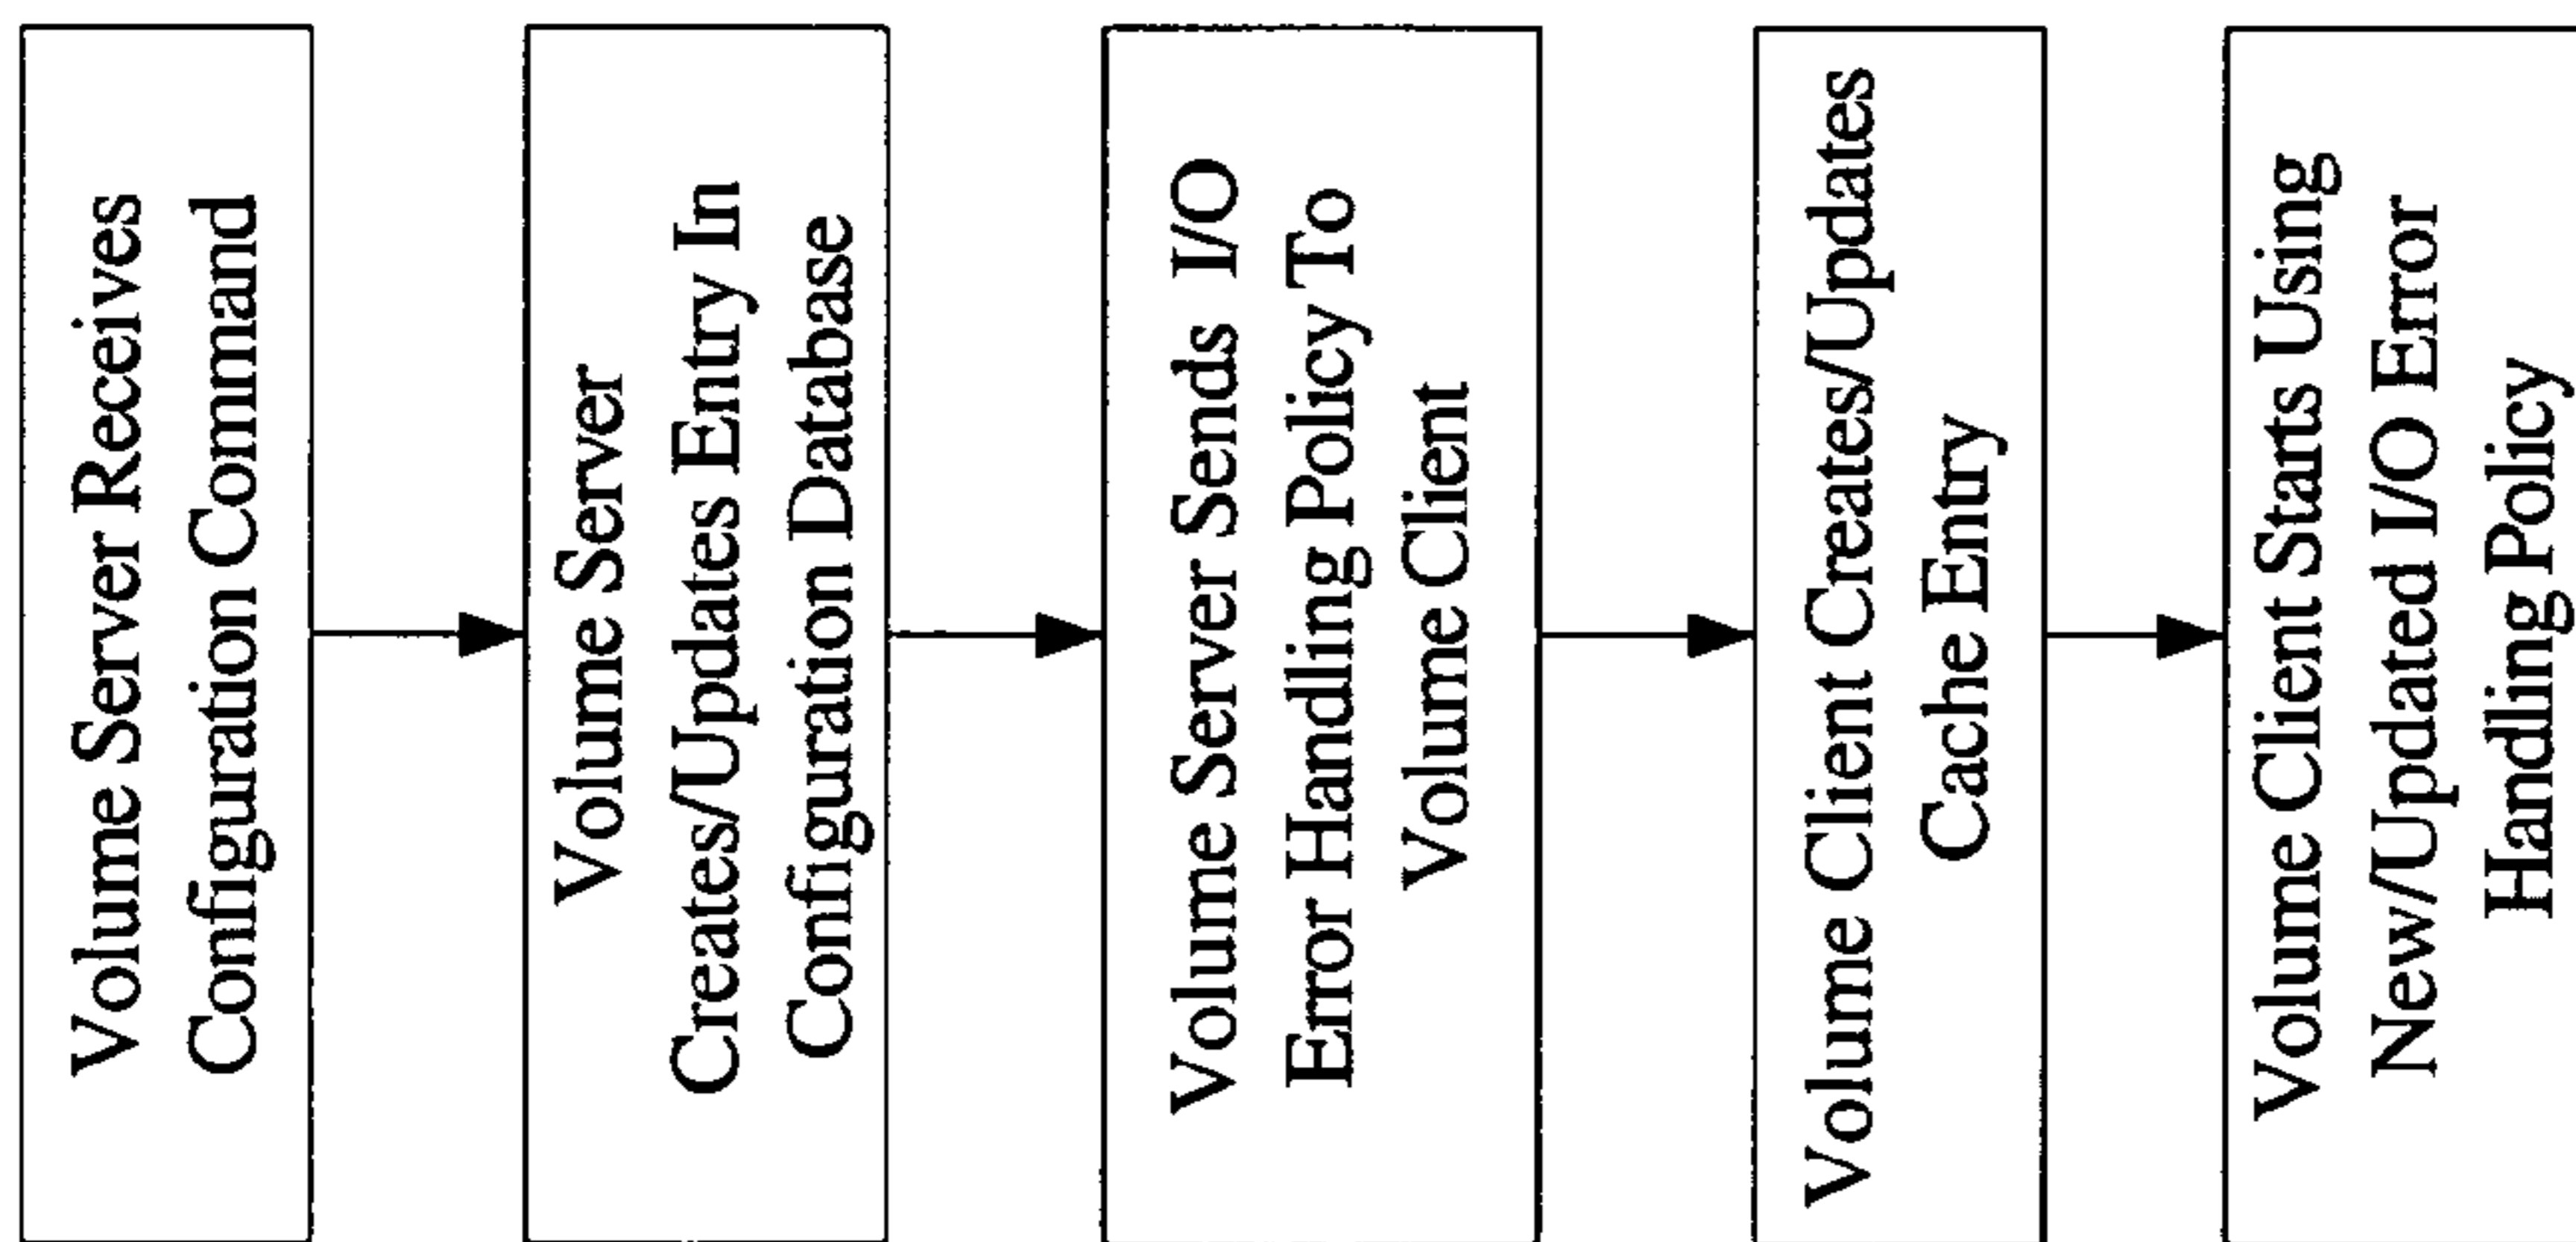 Volume Server Receives
Configuration Command
Volume Server
Creates/Updates Entry In
Configuration Database
Volume Server Sends I/O
Error Handling Policy To
Volume Client
Volume Client Creates/Updates
Cache Entry
Volume Client Starts Using
New/Updated I/O Error
Handling Policy